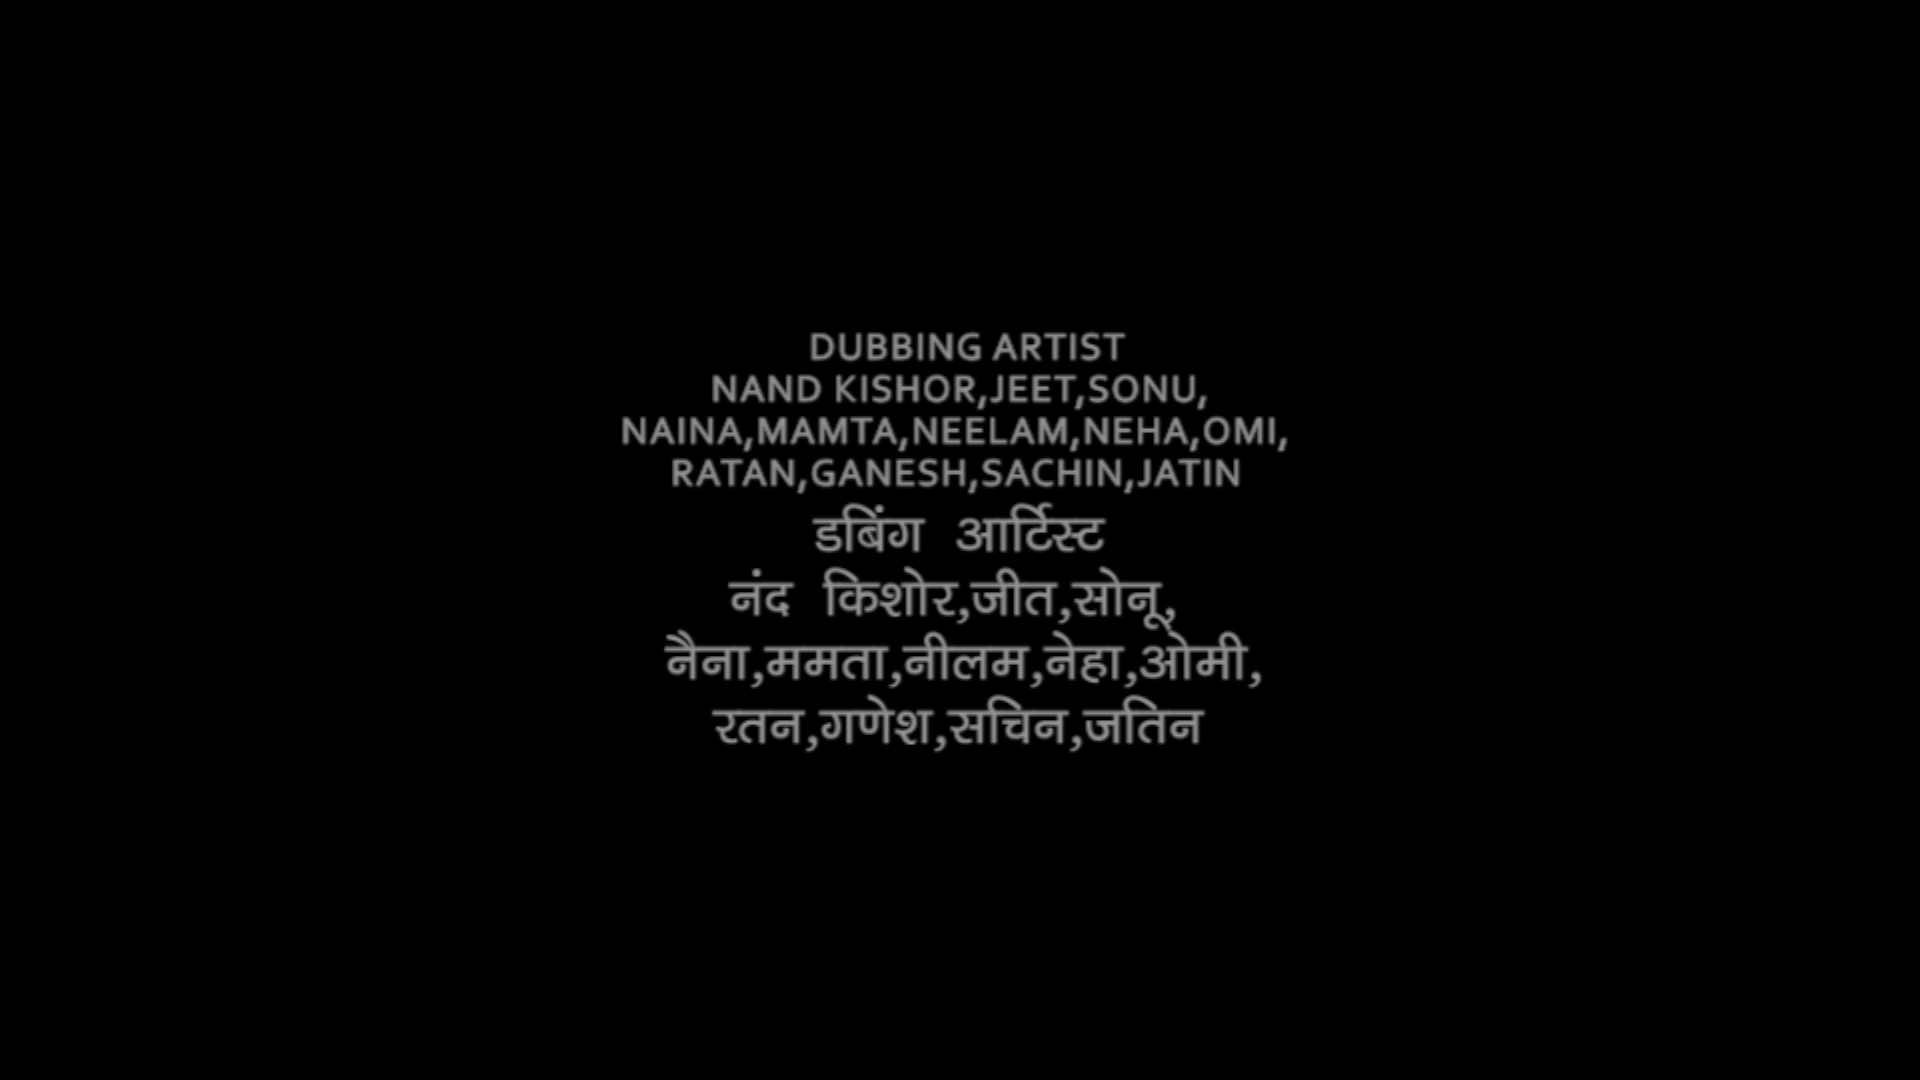 DUBBING ARTIST
NAND KISHOR,JEET,SONU,
NAINA,MAMTA,NEELAM,NEHA,OMI,
RATAN,GANESH,SACHIN,JATIN
डबिंग आर्टिस्ट
नंद किशोर,जीत,सोनू,
नैना,ममता,नीलम,नेहा,ओमी,
रतन,गणेश,सचिन,जतिन